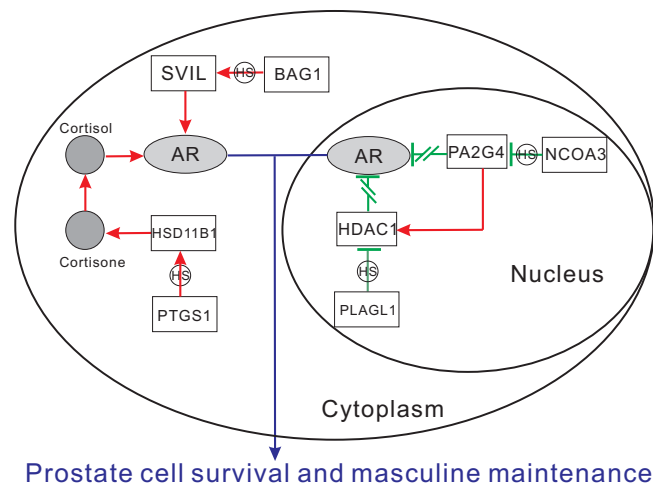 SVIL
HS
BAG1
Cortisol
AR
AR
PA2G4
HS
NCOA3
HSD11B1
HDAC1
Cortisone
HS
HS
Nucleus
PTGS1
PLAGL1
Cytoplasm
Prostate cell survival and masculine maintenance